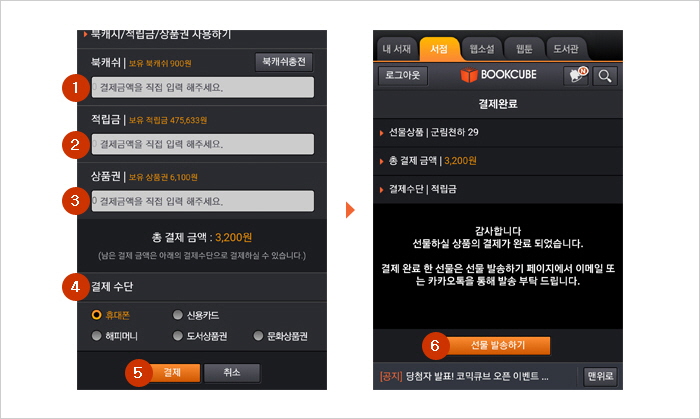 북캐시/적립금/상품권 사용하기
북캐쉬 | 보유 북캐쉬 900원
북캐쉬충전
1
결제금액을 직접 입력 해주세요.
적립금 | 보유 적립금 475,633원
2
결제금액을 직접 입력 해주세요.
상품권 | 보유 상품권 6,100원
3
결제금액을 직접 입력 해주세요.
총 결제 금액 : 3,200원
(남은 결제 금액은 아래의 결제수단으로 결제하실 수 있습니다.)
4 결제 수단
휴대폰 신용카드
해피머니 도서상품권 문화상품권
5 결제 취소
내 서재 서점 웹소설 웹툰 도서관
로그아웃 BOOKCUBE N
결제완료
선물상품 | 군림천하 29
총 결제 금액 | 3,200원
결제수단 | 적립금
감사합니다
선물하실 상품의 결제가 완료 되었습니다.
결제 완료 한 선물은 선물 발송하기 페이지에서 이메일 또
는 카카오톡을 통해 발송 부탁 드립니다.
6 선물 발송하기
[공지] 당첨자 발표! 코믹큐브 오픈 이벤트 ... 맨위로